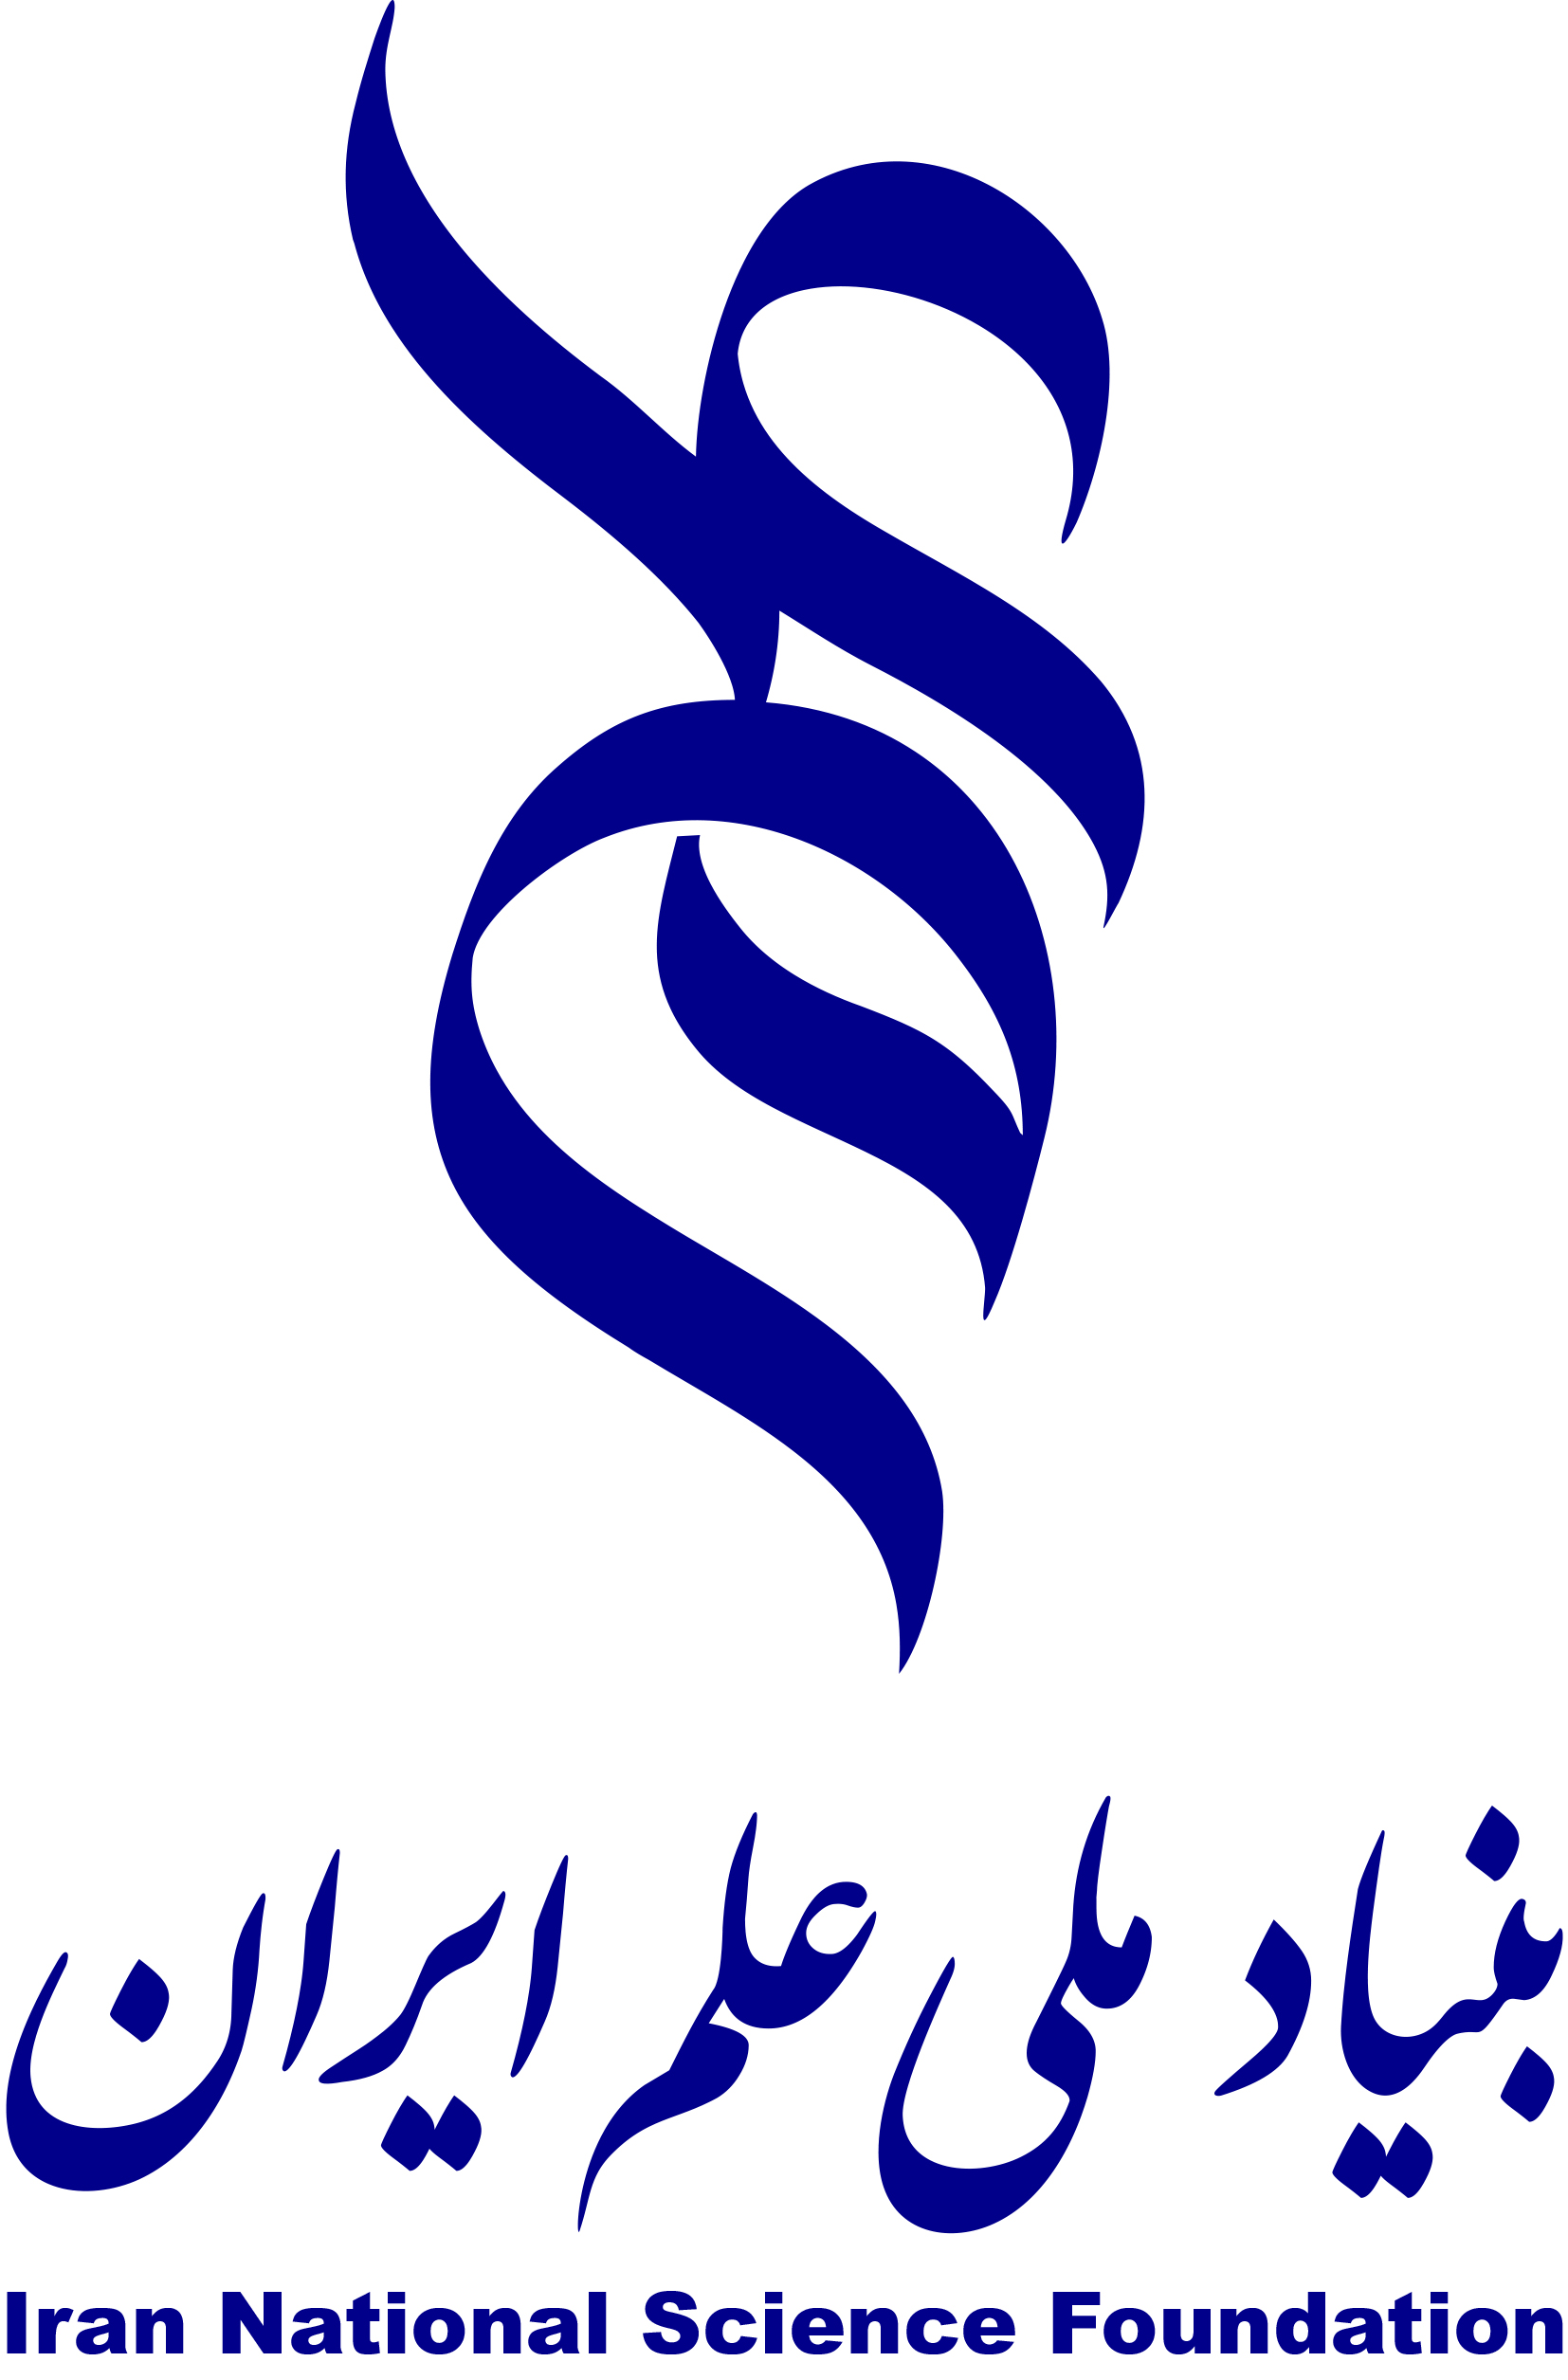 بنیاد ملی علم ایران
Iran National Science Foundation